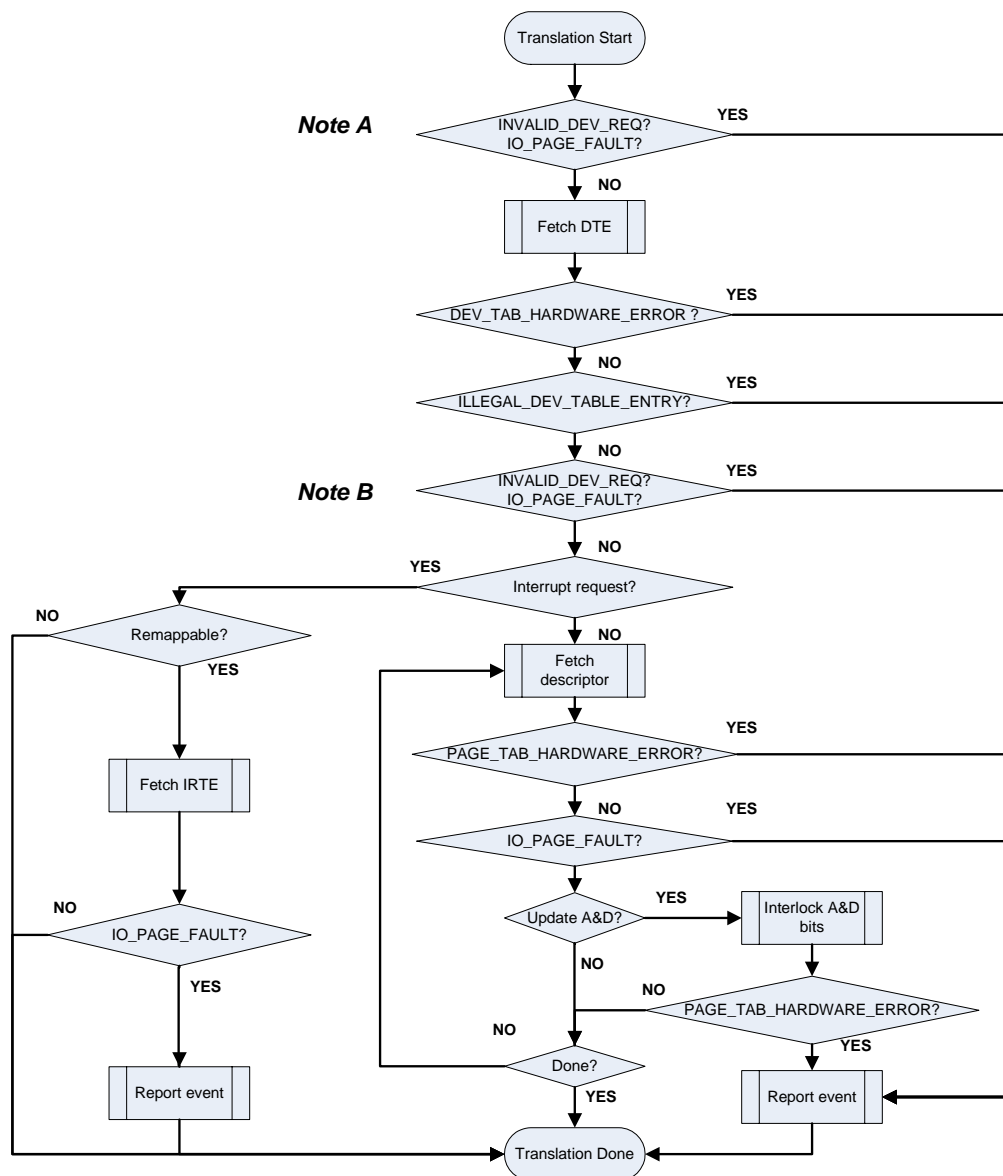 Translation Start
Note A
INVALID_DEV_REQ?
IO_PAGE_FAULT?
YES
NO
Fetch DTE
DEV_TAB_HARDWARE_ERROR ?
YES
NO
ILLEGAL_DEV_TABLE_ENTRY?
YES
NO
Note B
INVALID_DEV_REQ?
IO_PAGE_FAULT?
YES
NO
Interrupt request?
YES
NO
Remappable?
NO
YES
Fetch
descriptor
PAGE_TAB_HARDWARE_ERROR?
YES
NO
Fetch IRTE
IO_PAGE_FAULT?
YES
NO
Update A&D?
YES
Interlock A&D
bits
NO
IO_PAGE_FAULT?
NO
YES
PAGE_TAB_HARDWARE_ERROR?
NO
YES
Done?
NO
YES
Report event
Report event
Translation Done